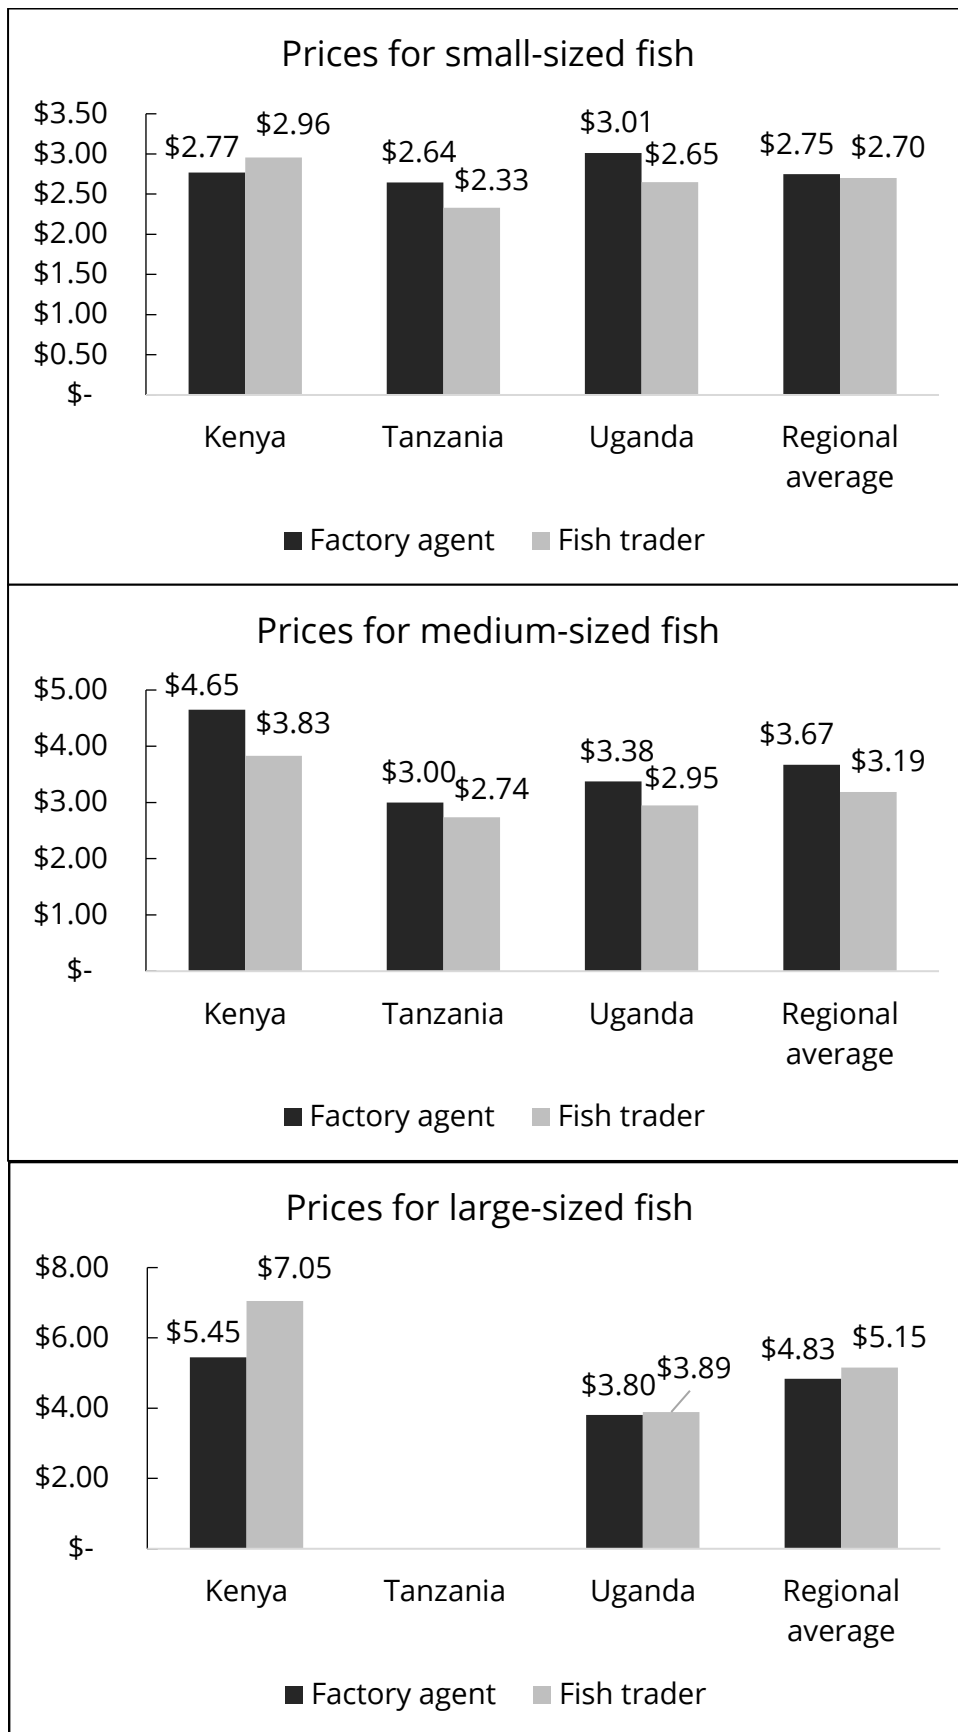 Prices for small-sized fish
$3.50
$3.00
$2.50
$2.00
$1.50
$1.00
$0.50
$-
$2.77
$2.96
$2.64
$2.33
$3.01
$2.65
$2.75
$2.70
Kenya
Tanzania
Uganda
Regional
average
Factory agent
Fish trader
Prices for medium-sized fish
$5.00
$4.00
$3.00
$2.00
$1.00
$-
$4.65
$3.83
$3.00
$2.74
$3.38
$2.95
$3.67
$3.19
Kenya
Tanzania
Uganda
Regional
average
Factory agent
Fish trader
Prices for large-sized fish
$8.00
$6.00
$4.00
$2.00
$-
$5.45
$7.05
$3.80
$3.89
$4.83
$5.15
Kenya
Tanzania
Uganda
Regional
average
Factory agent
Fish trader